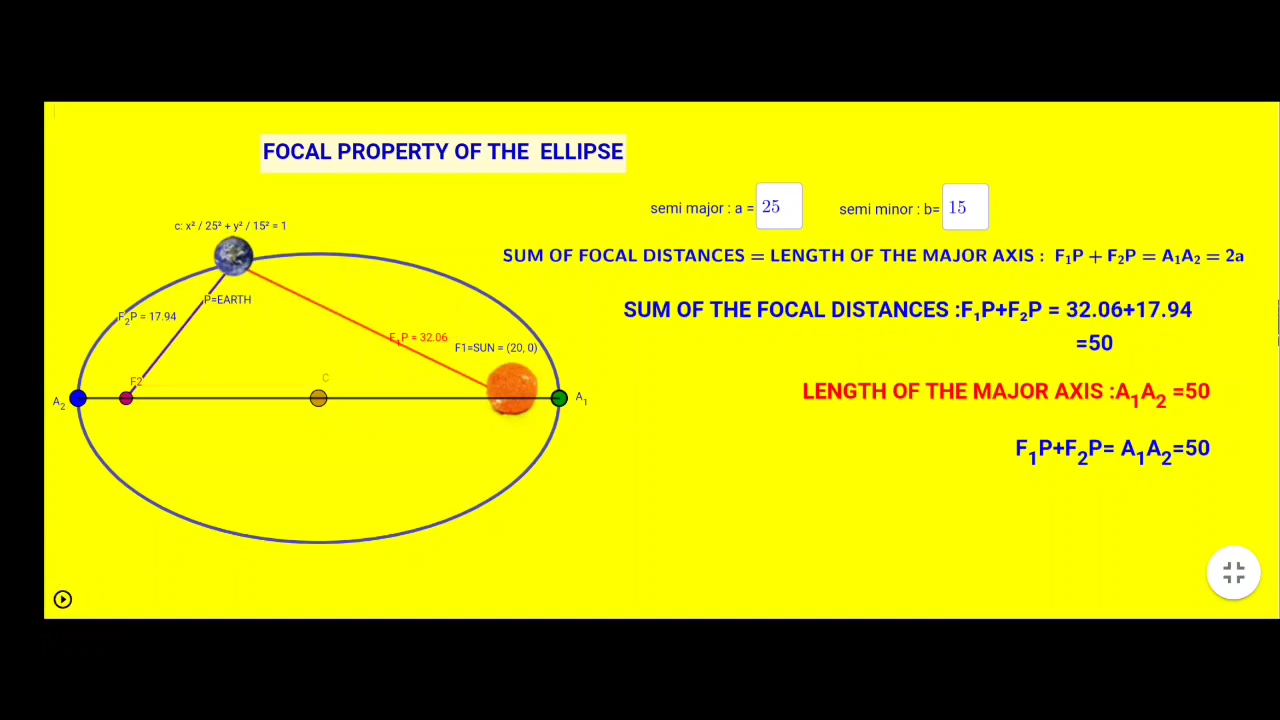 FOCAL PROPERTY OF THE ELLIPSE
semi major : a = 25
semi minor : b= 15
c: x² / 25² + y² / 15² = 1
SUM OF FOCAL DISTANCES = LENGTH OF THE MAJOR AXIS : F₁P + F₂P = A₁A₂ = 2a
P=EARTH
F₂P = 17.94
SUM OF THE FOCAL DISTANCES :F₁P+F₂P = 32.06+17.94
=50
F₁P = 32.06
F1=SUN = (20, 0)
F2
C
A₂
A₁
LENGTH OF THE MAJOR AXIS :A₁A₂ =50
F₁P+F₂P= A₁A₂=50